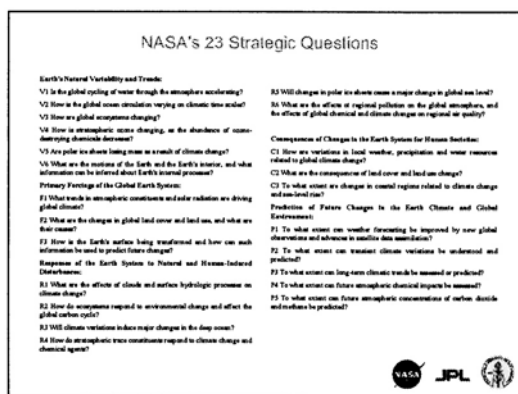 NASA's 23 Strategic Questions
Earth's Natural Variability and Trends:
V1 Is the global cycling of water through the atmosphere accelerating?
V2 How is the global ocean circulation varying on climatic time scales?
V3 How are global ecosystems changing?
V4 How is stratospheric ozone changing, as the abundance of ozone-
destroying chemicals decreases?
V5 Are polar ice sheets losing mass as a result of climate change?
V6 What are the motions of the Earth and the Earth's interior, and what
information can be inferred about Earth's internal processes?
Primary Forcings of the Global Earth System:
F1 What trends in atmospheric constituents and solar radiation are driving
global climate?
F2 What are the changes in global land cover and land use, and what are
their causes?
F3 How is the Earth's surface being transformed and how can such
information be used to predict future changes?
Responses of the Earth System to Natural and Human-Induced
Disturbances:
R1 What are the effects of clouds and surface hydrologic processes on
climate change?
R2 How do ecosystems respond to environmental change and affect the
global carbon cycle?
R3 Will climate variations induce major changes in the deep ocean?
R4 How do stratospheric trace constituents respond to climate change and
chemical agents?
R5 Will changes in polar ice sheets cause a major change in global sea level?
R6 What are the effects of regional pollution on the global atmosphere, and
the effects of global chemical and climate changes on regional air quality?
Consequences of Changes in the Earth System for Human Societies:
C1 How are variations in local weather, precipitation and water resources
related to global climate change?
C2 What are the consequences of land cover and land use change?
C3 To what extent are changes in coastal regions related to climate change
and sea-level rise?
Prediction of Future Changes in the Earth Climate and Global
Environment:
P1 To what extent can weather forecasting be improved by new global
observations and advances in satellite data assimilation?
P2 To what extent can transient climate variations be understood and
predicted?
P3 To what extent can long-term climatic trends be assessed or predicted?
P4 To what extent can future atmospheric chemical impacts be assessed?
P5 To what extent can future atmospheric concentrations of carbon dioxide
and methane be predicted?
NASA
JPL